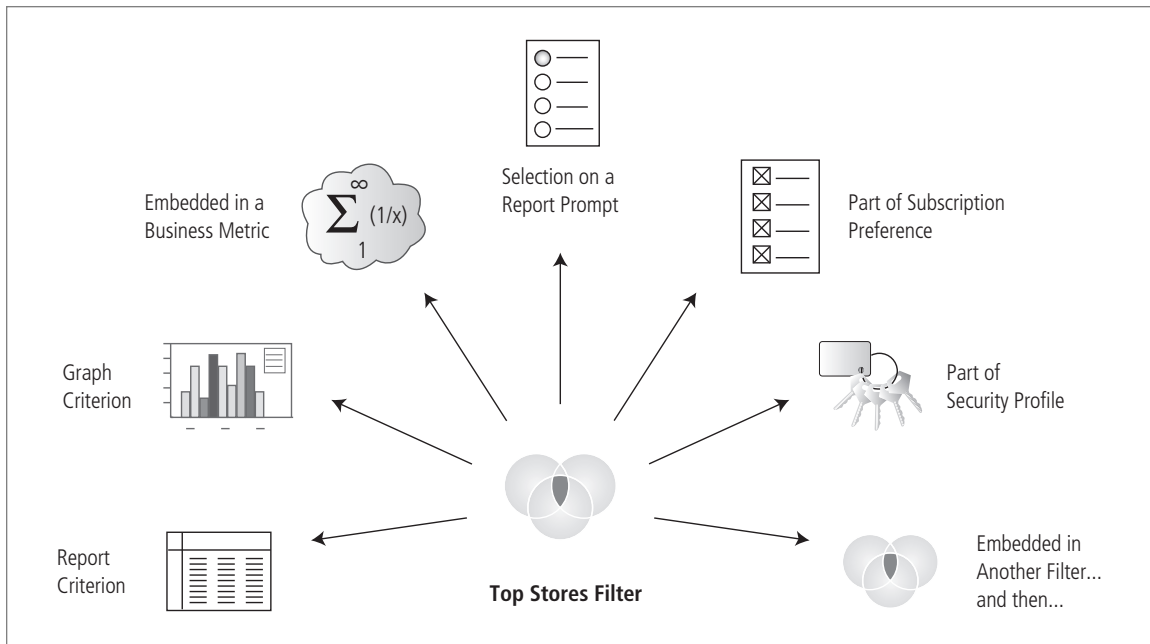 Selection on a
Report Prompt
Embedded in a
Business Metric
∞
Σ (1/x)
1
Part of Subscription
Preference
Graph
Criterion
Part of
Security Profile
Report
Criterion
Top Stores Filter
Embedded in
Another Filter...
and then...